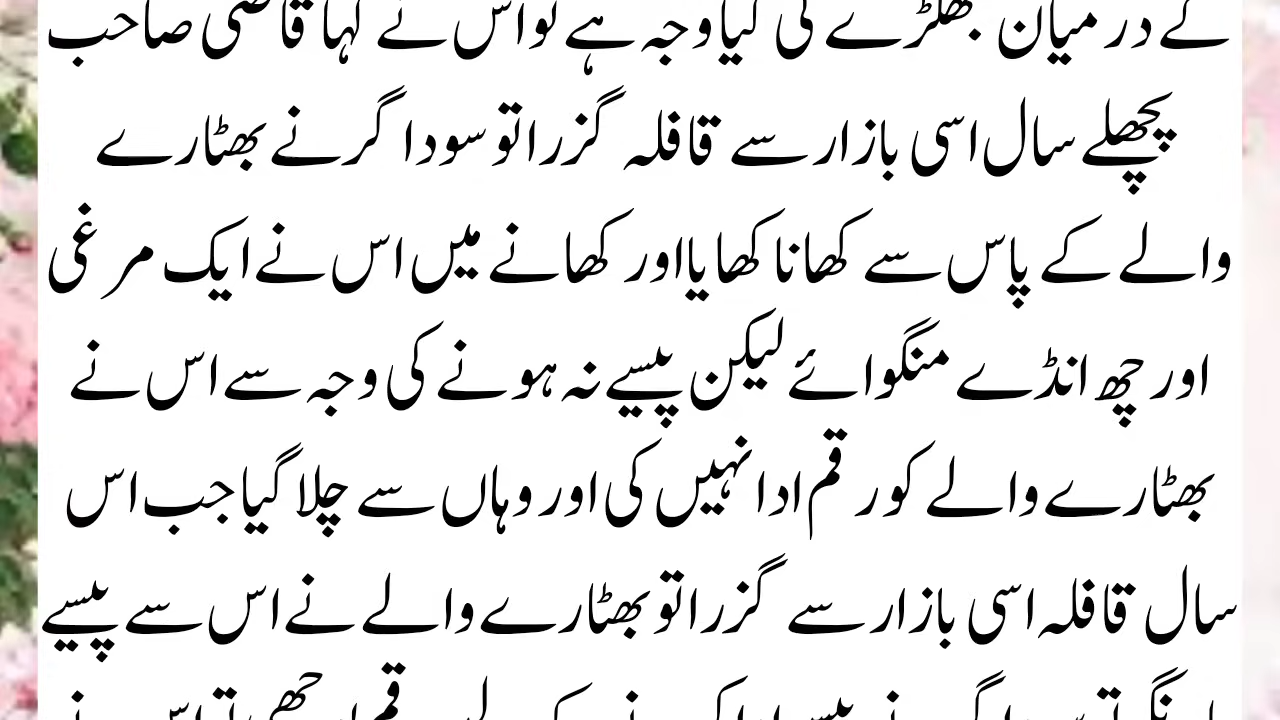 کے درمیان جھگڑے کی کیا وجہ ہے تو اس نے کہا قاضی صاحب
پچھلے سال اسی بازار سے قافلہ گزرا تو سودا گر نے بھٹارے
والے کے پاس سے کھانا کھایا اور کھانے میں اس نے ایک مرغی
اور چھ انڈے منگوائے لیکن پیسے نہ ہونے کی وجہ سے اس نے
بھٹارے والے کو رقم ادا نہیں کی اور وہاں سے چلا گیا جب اس
سال قافلہ اسی بازار سے گزرا تو بھٹارے والے نے اس سے پیسے